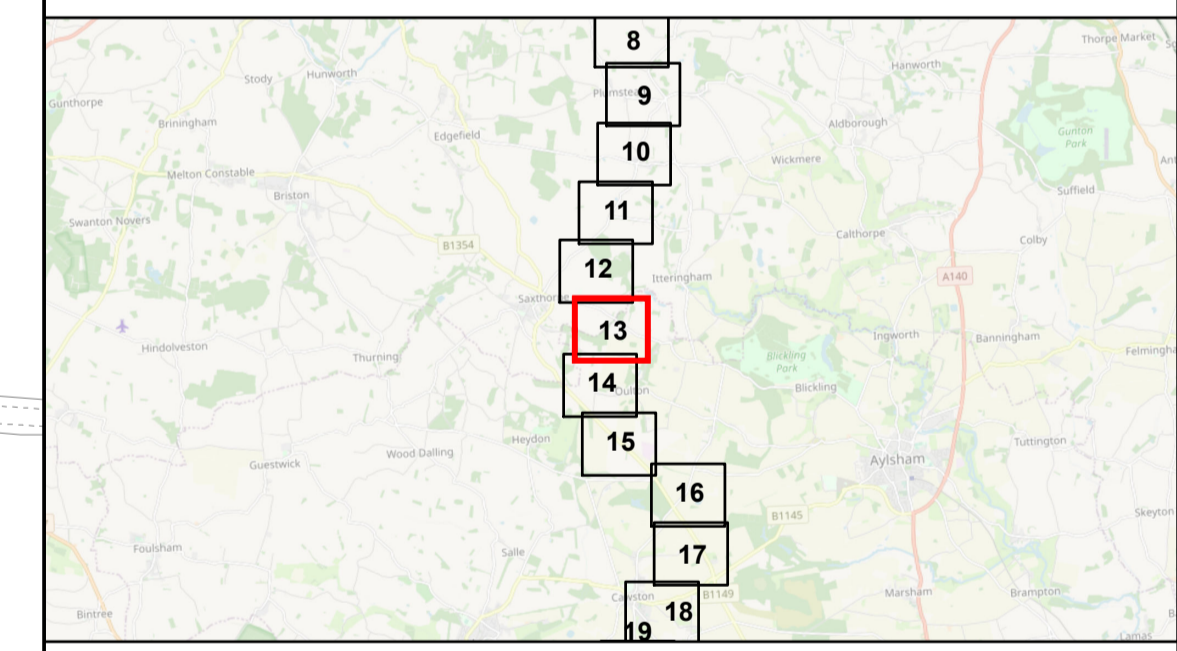 8
Thorpe Market
Hanworth
Stody
Hunworth
Gunthorpe
9
Briningham
Edgefield
Aldborough
Gunton
Park
10
Wickmere
Melton Constable
Briston
Suffield
11
Swanton Novers
Calthorpe
Colby
B1354
12
Itteringham
A140
13
Ingworth
Banningham
Hindolveston
Thurning
Blickling
Park
14
Oulton
Blickling
15
Heydon
Wood Dalling
Guestwick
Tuttington
Aylsham
16
B1145
Skeyton
Foulsham
Salle
17
Cawston
B1149
Marsham
Brampton
Bintree
18
19
Lamas